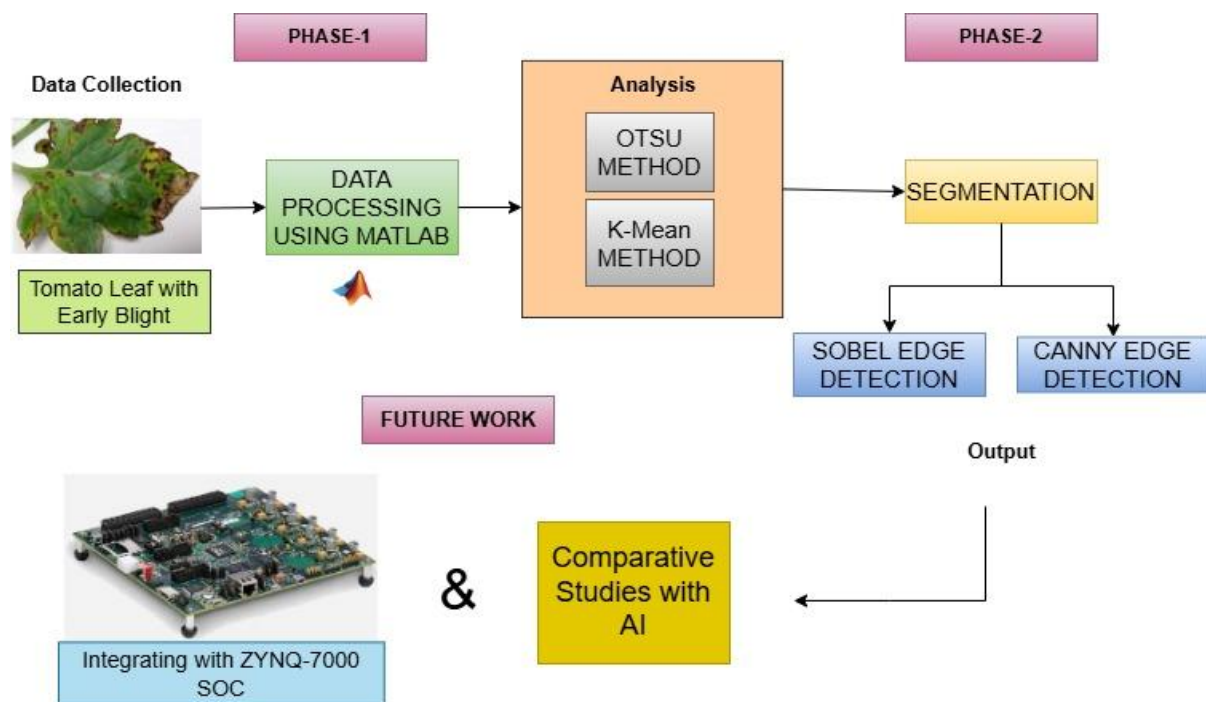 PHASE-1
PHASE-2
Data Collection
Analysis
OTSU
METHOD
K-Mean
METHOD
DATA
PROCESSING
USING MATLAB
SEGMENTATION
Tomato Leaf with
Early Blight
SOBEL EDGE
DETECTION
CANNY EDGE
DETECTION
FUTURE WORK
Output
Comparative
Studies with
AI
&
Integrating with ZYNQ-7000
SOC